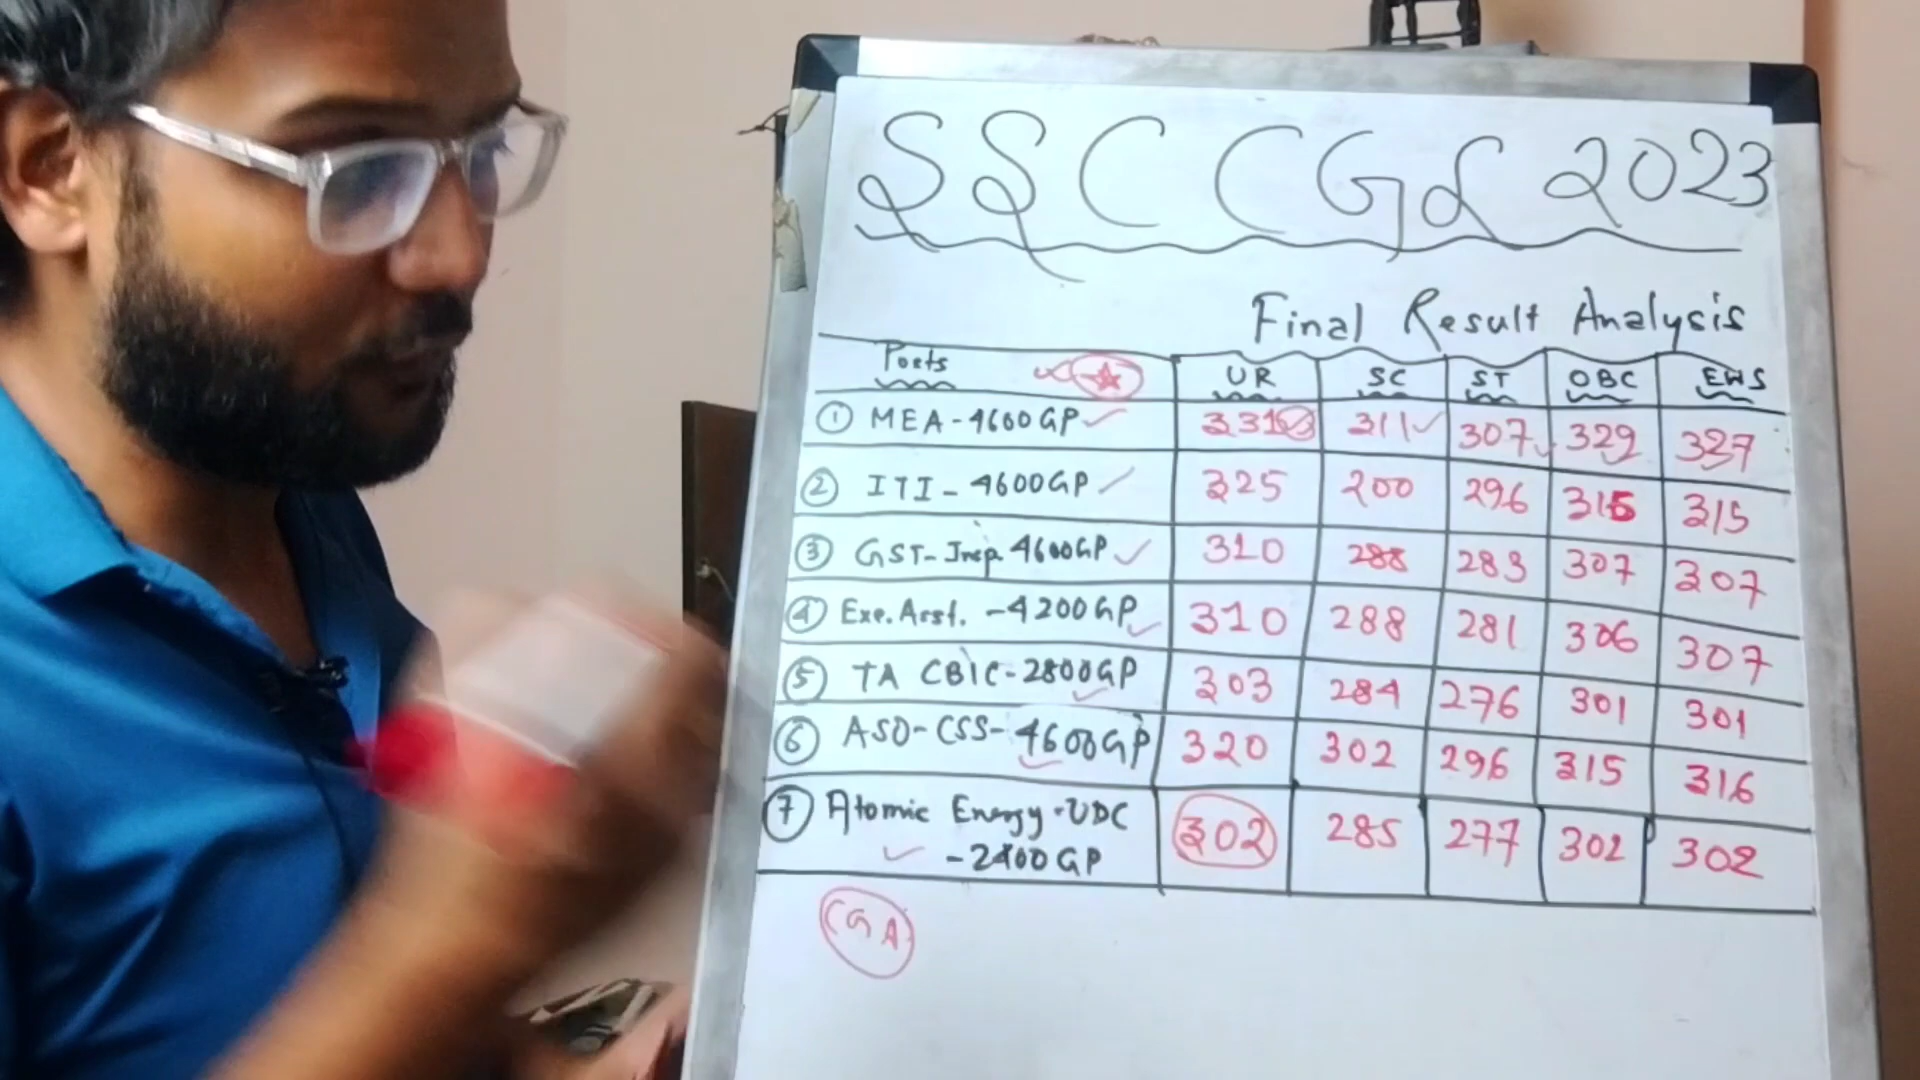 SSC CGL 2023
Final Result Analysis
Posts UR SC ST OBC EWS
① MEA-4600GP 331 311 307 329 327
② ITI-4600GP 325 200 296 315 315
③ GST-Insp. 4600GP 310 288 283 307 307
④ Exe. Asst. -4200GP 310 288 281 306 307
⑤ TA CBIC-2800GP 303 284 276 301 301
⑥ ASO-CSS-4600GP 320 302 296 315 316
⑦ Atomic Energy-UDC 302 285 277 302 302
-2400GP
CGA